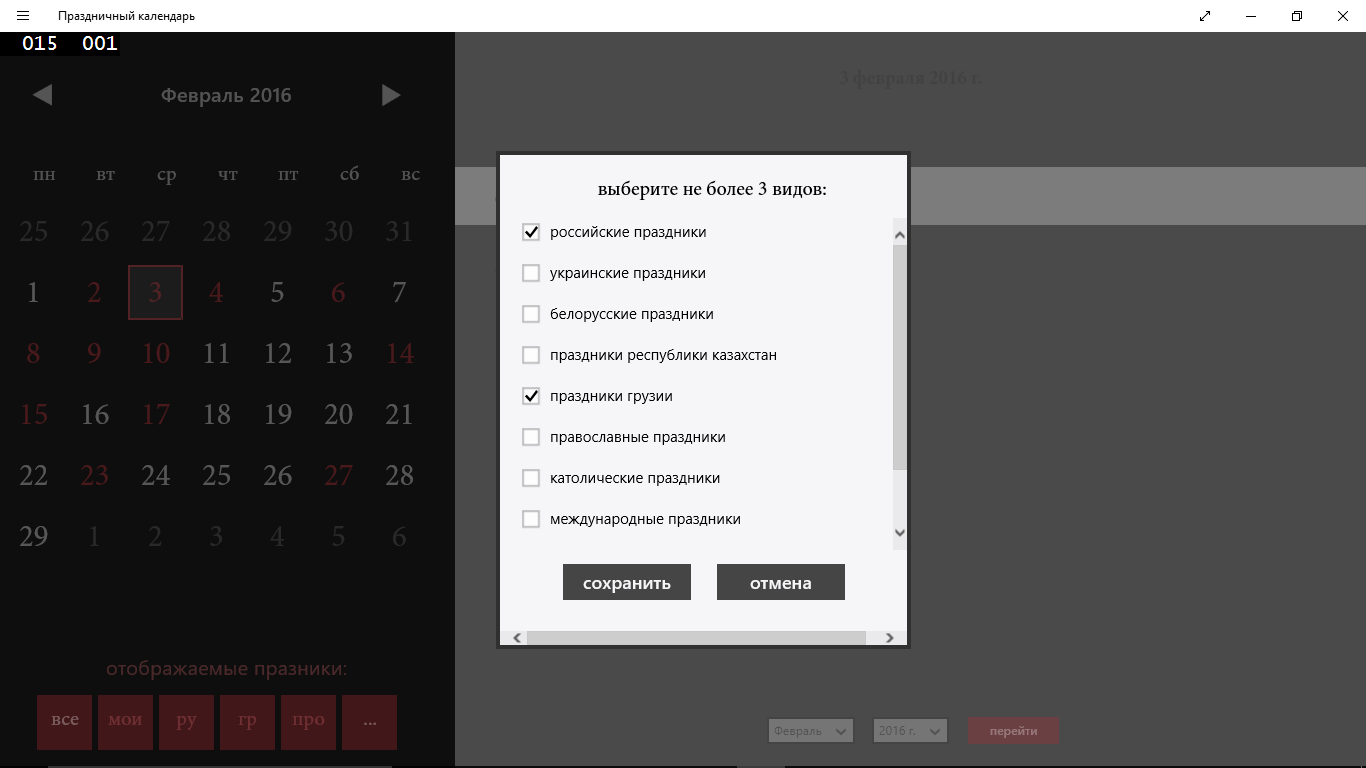 Праздничный календарь
015 001
Февраль 2016
3 февраля 2016 г.
пн вт ср чт пт сб вс
25 26 27 28 29 30 31
1 2 3 4 5 6 7
8 9 10 11 12 13 14
15 16 17 18 19 20 21
22 23 24 25 26 27 28
29 1 2 3 4 5 6
отображаемые празники:
все мои ру гр про ...
выберите не более 3 видов:
российские праздники
украинские праздники
белорусские праздники
праздники республики казахстан
праздники грузии
православные праздники
католические праздники
международные праздники
сохранить отмена
Февраль 2016 г. перейти